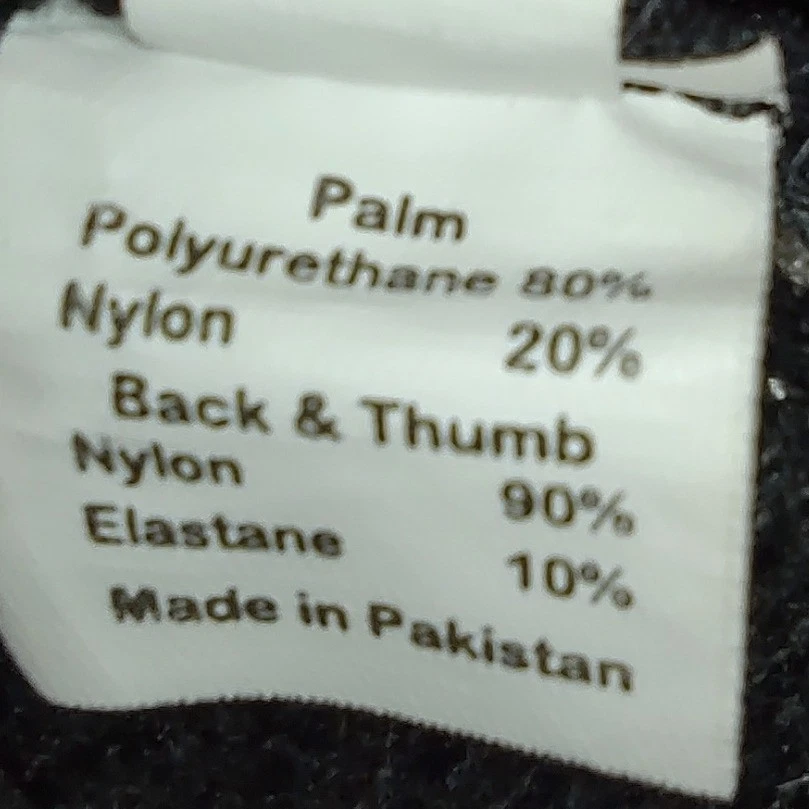 Palm
Polyurethane 80%
Nylon 20%
Back & Thumb
Nylon 90%
Elastane 10%
Made in Pakistan